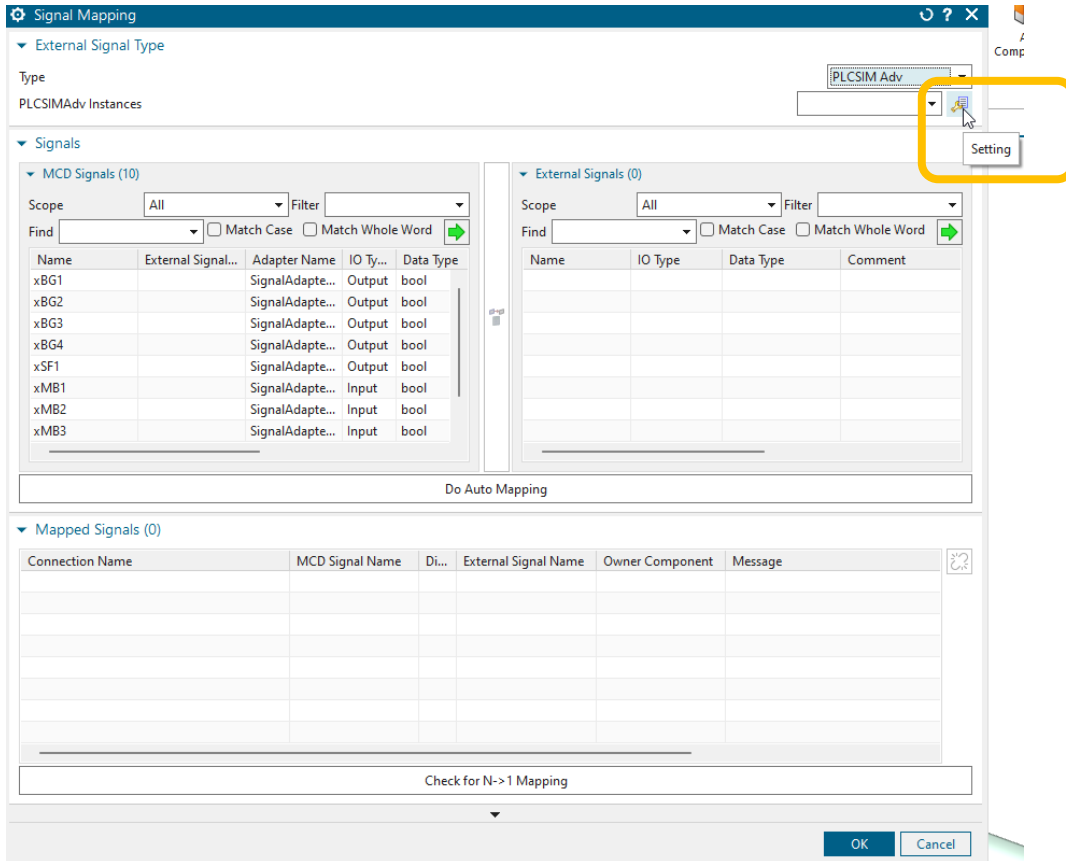 Signal Mapping
External Signal Type
Type PLCSIM Adv
PLCSIMAdv Instances
Setting
Signals
MCD Signals (10)
Scope All Filter
Find Match Case Match Whole Word
Name External Signal... Adapter Name IO Ty... Data Type
xBG1 SignalAdapte... Output bool
xBG2 SignalAdapte... Output bool
xBG3 SignalAdapte... Output bool
xBG4 SignalAdapte... Output bool
xSF1 SignalAdapte... Output bool
xMB1 SignalAdapte... Input bool
xMB2 SignalAdapte... Input bool
xMB3 SignalAdapte... Input bool
External Signals (0)
Scope All Filter
Find Match Case Match Whole Word
Name IO Type Data Type Comment
Do Auto Mapping
Mapped Signals (0)
Connection Name MCD Signal Name Di... External Signal Name Owner Component Message
Check for N->1 Mapping
OK Cancel
Comp